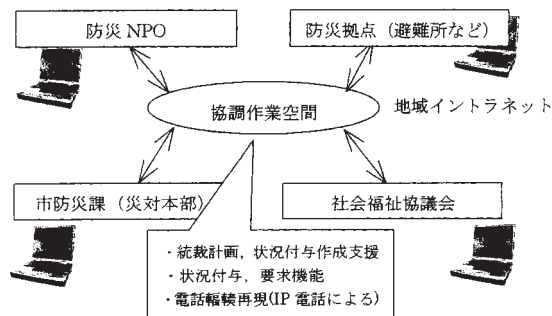 防災 NPO
防災拠点（避難所など）
協調作業空間
地域イントラネット
市防災課（災対本部）
社会福祉協議会
・統裁計画，状況付与作成支援
・状況付与，要求機能
・電話輻輳再現(IP 電話による)